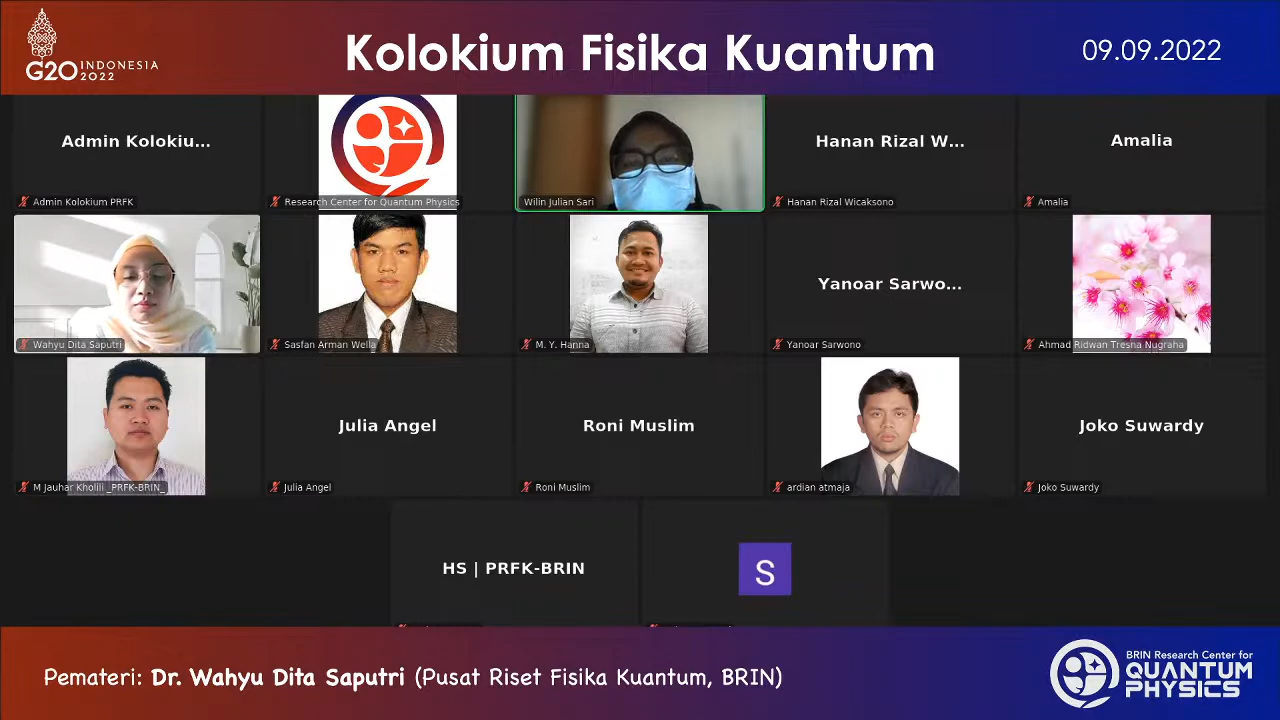 G20 INDONESIA 2022
Kolokium Fisika Kuantum
09.09.2022
Admin Kolokiu...
Hanan Rizal W...
Amalia
Admin Kolokium PRFK
Research Center for Quantum Physics
Wilin Julian Sari
Hanan Rizal Wicaksono
Amalia
Yanoar Sarwo...
Wahyu Dita Saputri
Sasfan Arman Wella
M. Y. Hanna
Yanoar Sarwono
Ahmad Ridwan Tresna Nugraha
Julia Angel
Roni Muslim
Joko Suwardy
M Jauhar Kholili _PRFK-BRIN_
Julia Angel
Roni Muslim
ardian atmaja
Joko Suwardy
HS | PRFK-BRIN
S
Pemateri: Dr. Wahyu Dita Saputri (Pusat Riset Fisika Kuantum, BRIN)
BRIN Research Center for
QUANTUM
PHYSICS